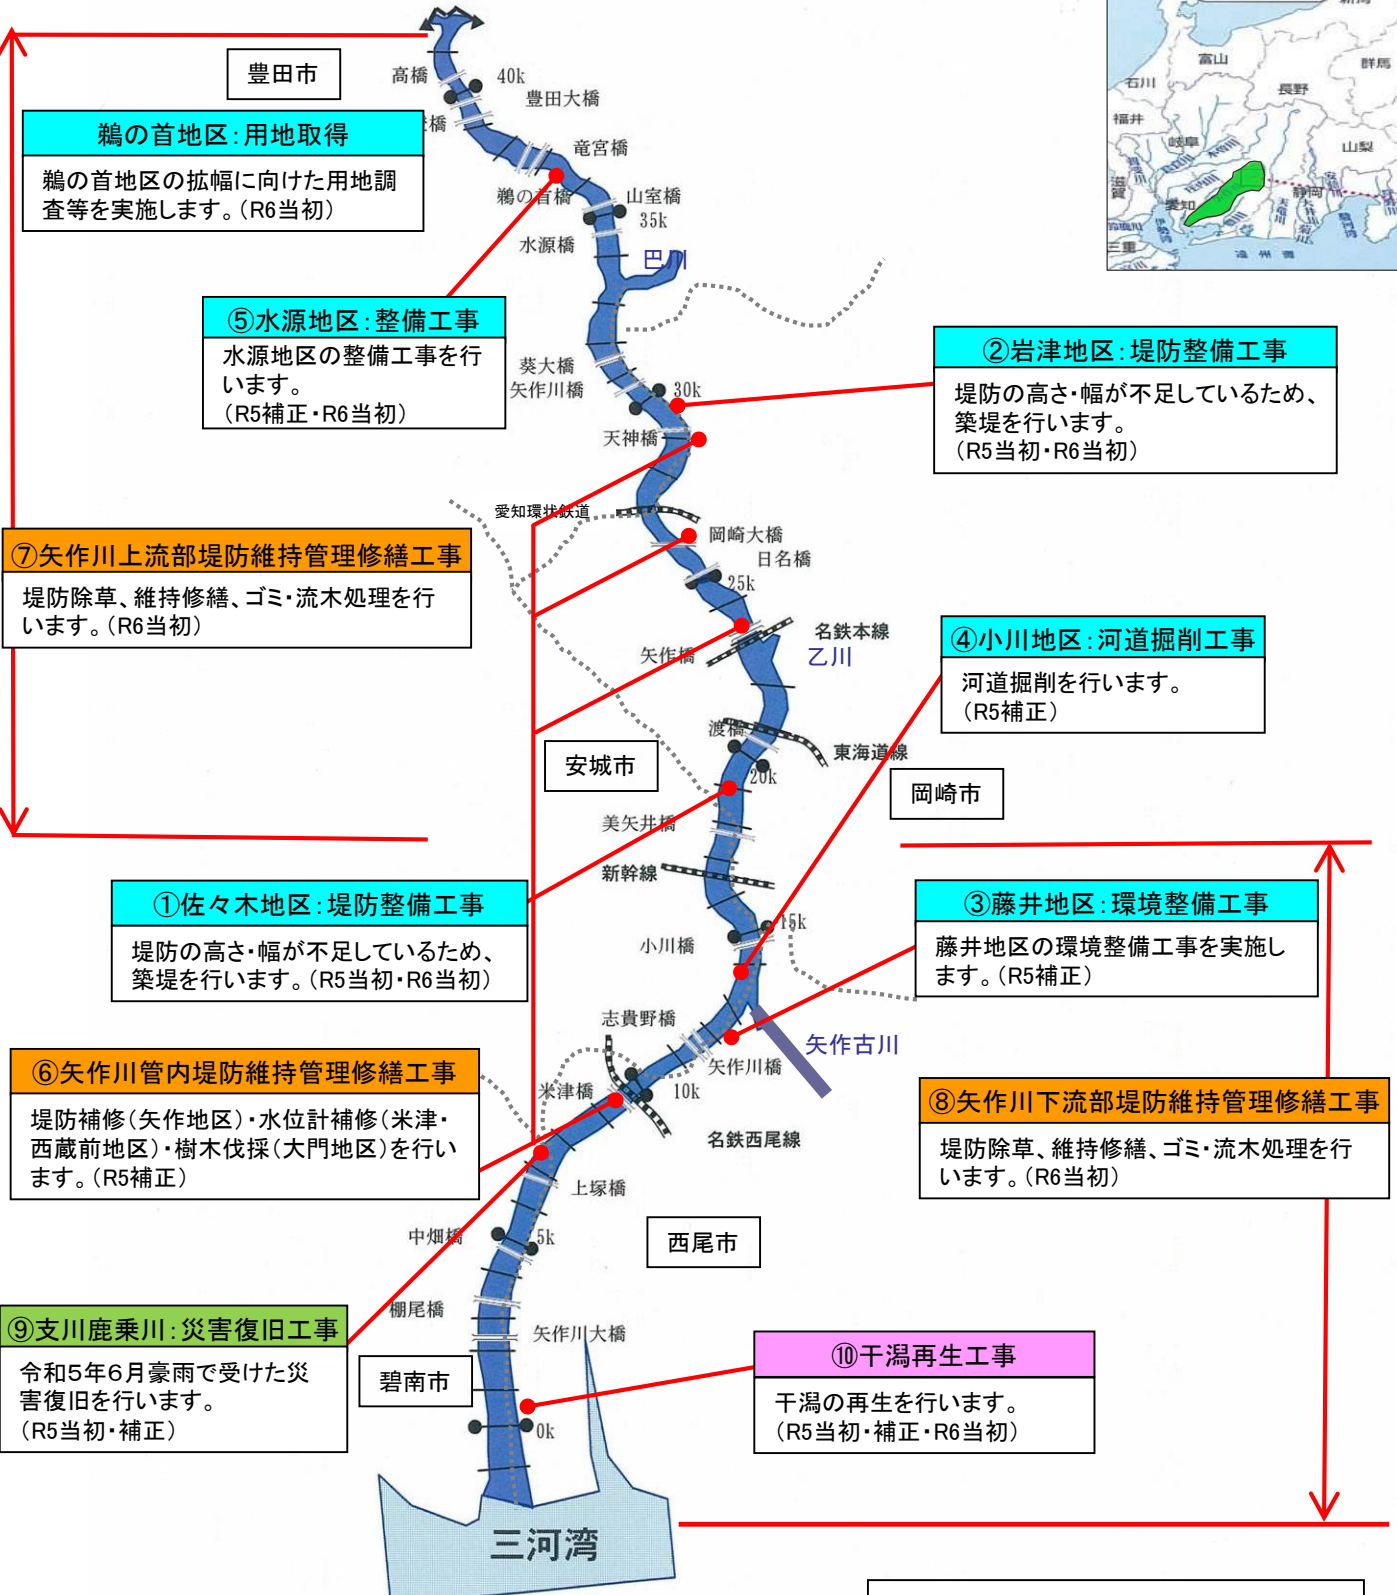 豊田市
高橋
40k
豊田大橋
橋
鵜の首地区：用地取得
鵜の首地区の拡幅に向けた用地調
査等を実施します。（R6当初）
竜宮橋
鵜の首橋
山室橋
35k
水源橋
巴川
⑤水源地区：整備工事
水源地区の整備工事を行
います。
（R5補正・R6当初）
葵大橋
矢作川橋
30k
天神橋
②岩津地区：堤防整備工事
堤防の高さ・幅が不足しているため、
築堤を行います。
（R5当初・R6当初）
愛知環状鉄道
岡崎大橋
日名橋
25k
⑦矢作川上流部堤防維持管理修繕工事
堤防除草、維持修繕、ゴミ・流木処理を行
います。（R6当初）
名鉄本線
乙川
矢作橋
④小川地区：河道掘削工事
河道掘削を行います。
（R5補正）
渡橋
東海道線
20k
安城市
岡崎市
美矢井橋
新幹線
①佐々木地区：堤防整備工事
堤防の高さ・幅が不足しているため、
築堤を行います。（R5当初・R6当初）
15k
小川橋
③藤井地区：環境整備工事
藤井地区の環境整備工事を実施し
ます。（R5補正）
志貴野橋
矢作古川
矢作川橋
⑥矢作川管内堤防維持管理修繕工事
堤防補修（矢作地区）・水位計補修（米津・
西蔵前地区）・樹木伐採（大門地区）を行い
ます。（R5補正）
米津橋
10k
名鉄西尾線
⑧矢作川下流部堤防維持管理修繕工事
堤防除草、維持修繕、ゴミ・流木処理を行
います。（R6当初）
上塚橋
中畑橋
5k
西尾市
棚尾橋
矢作川大橋
⑨支川鹿乗川：災害復旧工事
令和5年6月豪雨で受けた災
害復旧を行います。
（R5当初・補正）
碧南市
⑩干潟再生工事
干潟の再生を行います。
（R5当初・補正・R6当初）
0k
三河湾
富山
群馬
石川
長野
福井
岐阜
山梨
滋賀
愛知
静岡
三重
伊勢湾
天竜川
遠州灘